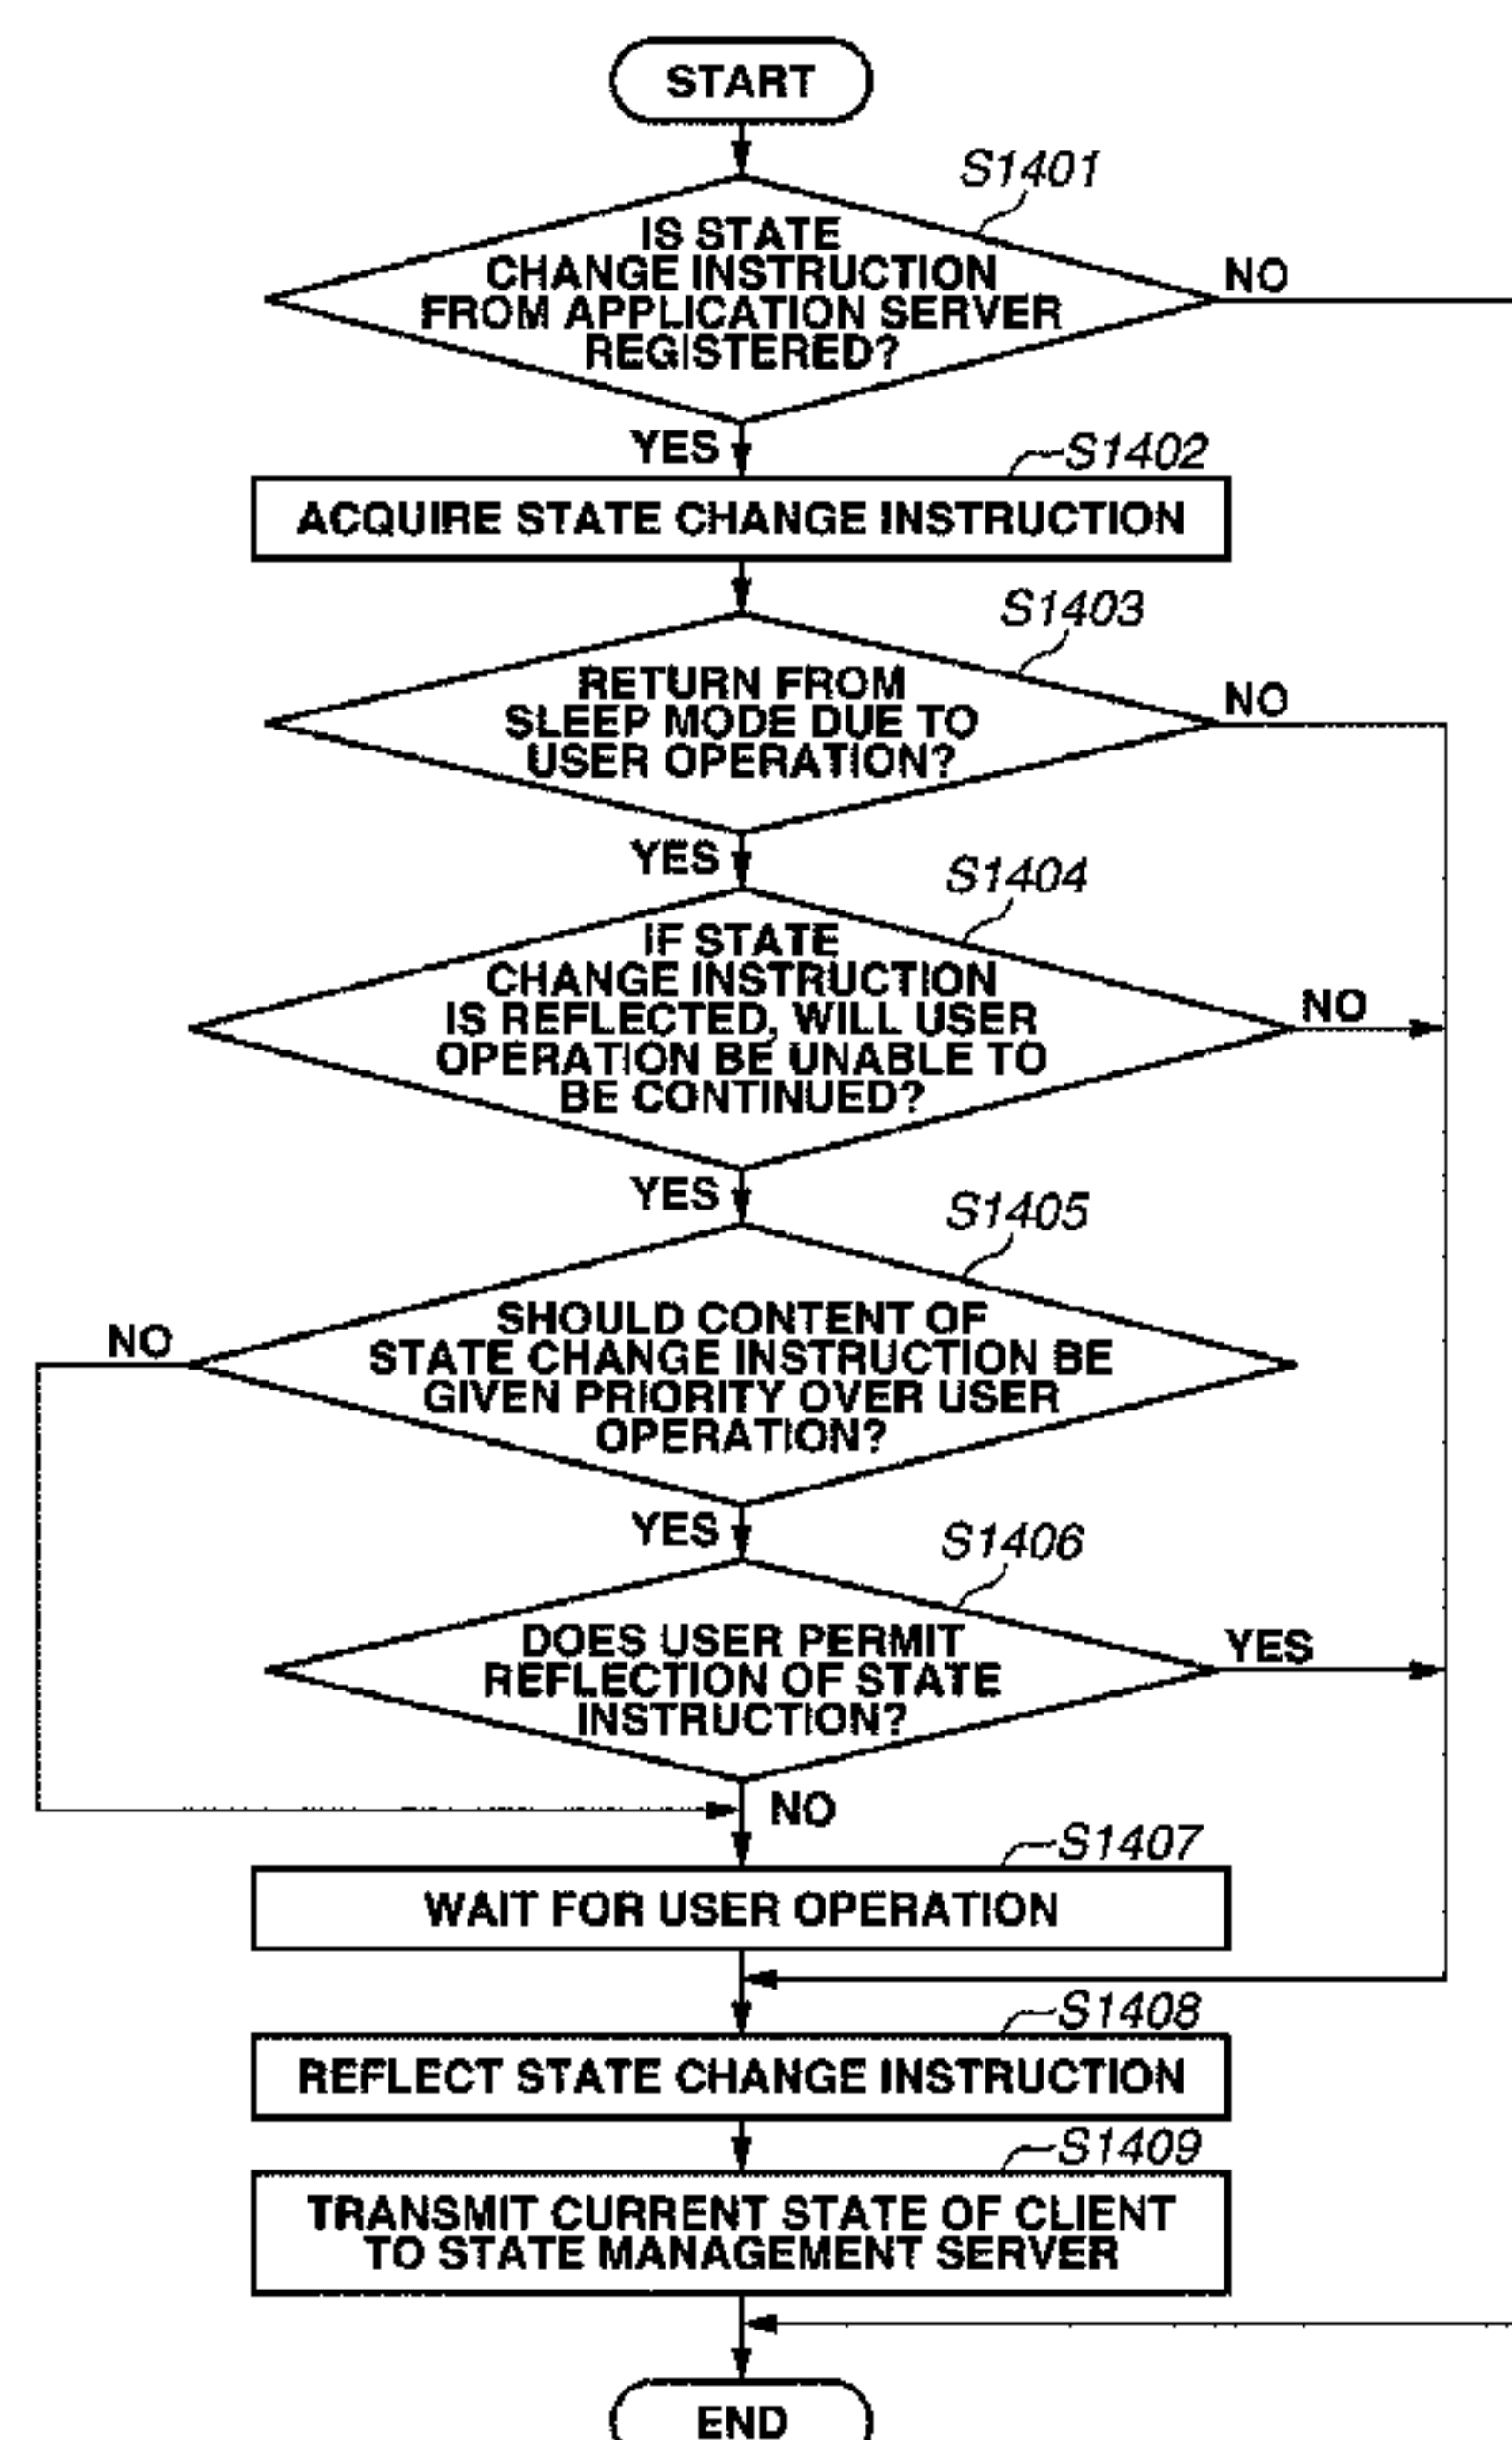 START
S1401
IS STATE
CHANGE INSTRUCTION
FROM APPLICATION SERVER
REGISTERED?
NO
YES
S1402
ACQUIRE STATE CHANGE INSTRUCTION
S1403
RETURN FROM
SLEEP MODE DUE TO
USER OPERATION?
NO
YES
S1404
IF STATE
CHANGE INSTRUCTION
IS REFLECTED, WILL USER
OPERATION BE UNABLE TO
BE CONTINUED?
NO
YES
S1405
SHOULD CONTENT OF
STATE CHANGE INSTRUCTION BE
GIVEN PRIORITY OVER USER
OPERATION?
NO
YES
S1406
DOES USER PERMIT
REFLECTION OF STATE
INSTRUCTION?
YES
NO
S1407
WAIT FOR USER OPERATION
S1408
REFLECT STATE CHANGE INSTRUCTION
S1409
TRANSMIT CURRENT STATE OF CLIENT
TO STATE MANAGEMENT SERVER
END